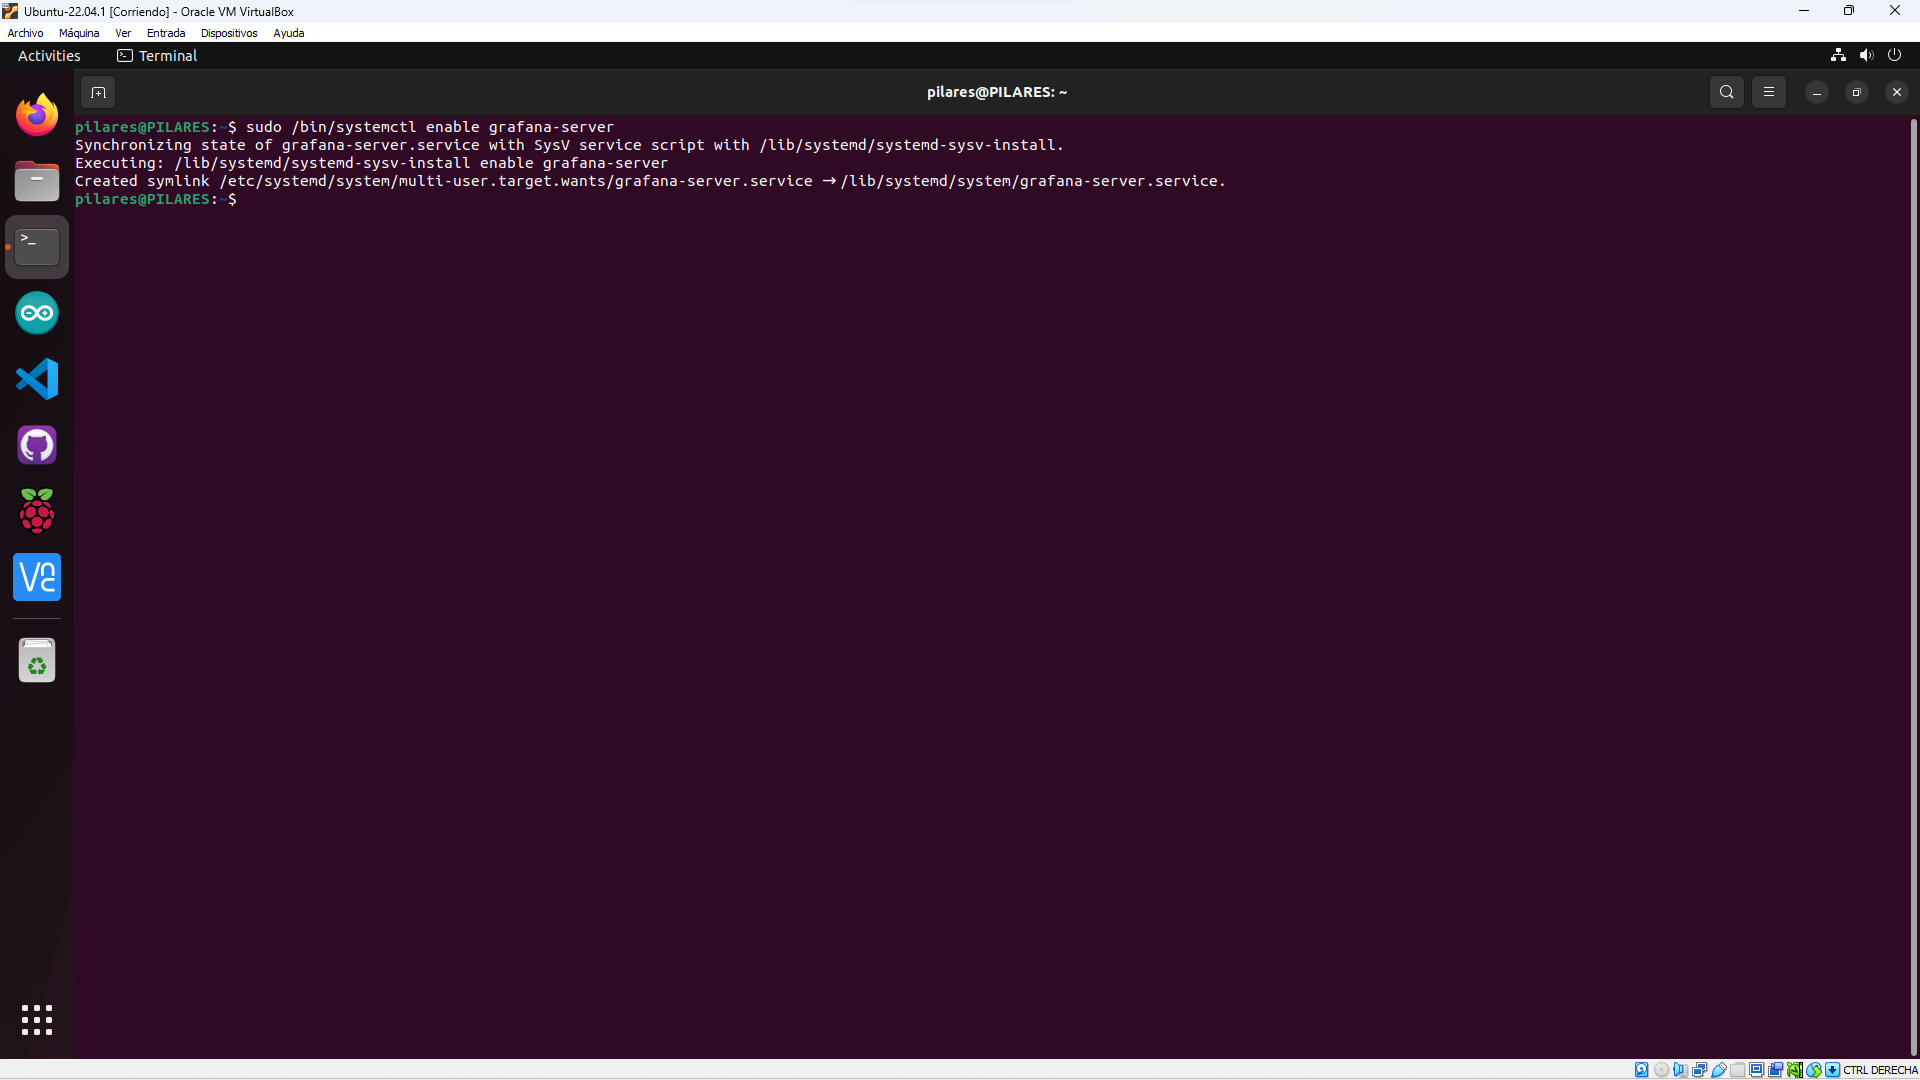 Ubuntu-22.04.1 [Corriendo] - Oracle VM VirtualBox
Archivo Máquina Ver Entrada Dispositivos Ayuda
Activities Terminal
pilares@PILARES: ~
pilares@PILARES:~$ sudo /bin/systemctl enable grafana-server
Synchronizing state of grafana-server.service with SysV service script with /lib/systemd/systemd-sysv-install.
Executing: /lib/systemd/systemd-sysv-install enable grafana-server
Created symlink /etc/systemd/system/multi-user.target.wants/grafana-server.service → /lib/systemd/system/grafana-server.service.
pilares@PILARES:~$
>_
VNC
CTRL DERECHA